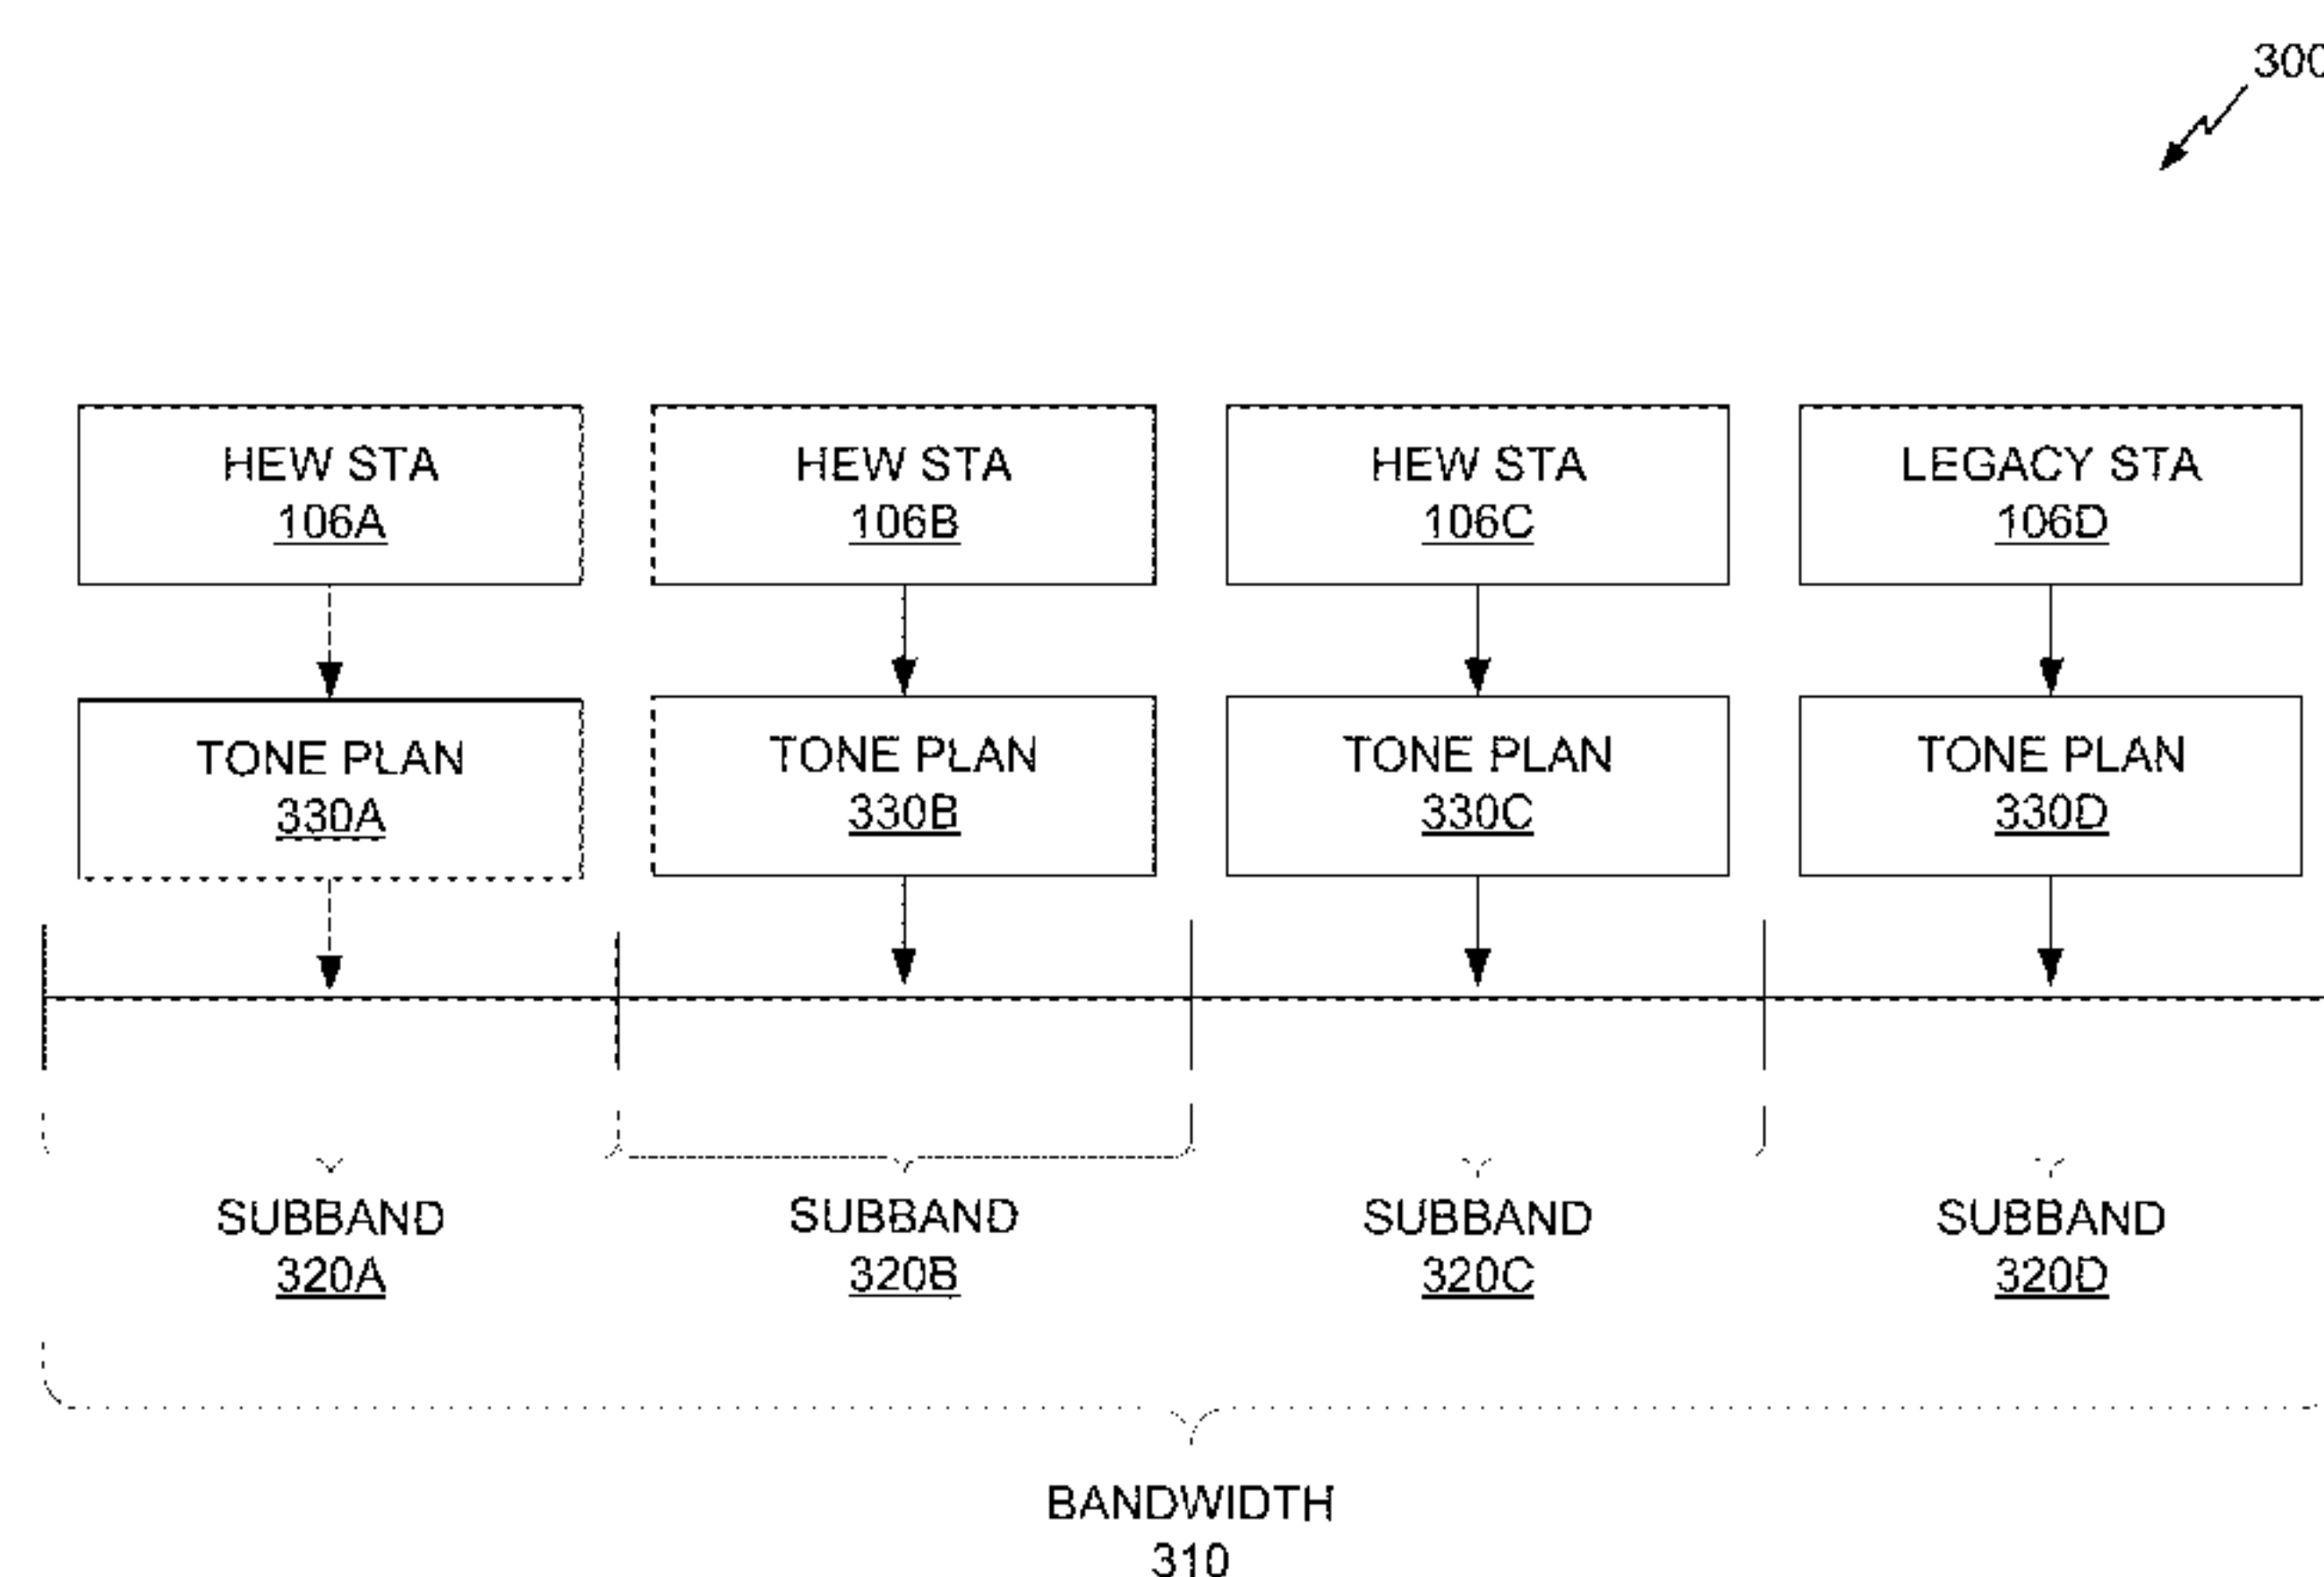 300
HEW STA
106A
HEW STA
106B
HEW STA
106C
LEGACY STA
106D
TONE PLAN
330A
TONE PLAN
330B
TONE PLAN
330C
TONE PLAN
330D
SUBBAND
320A
SUBBAND
320B
SUBBAND
320C
SUBBAND
320D
BANDWIDTH
310